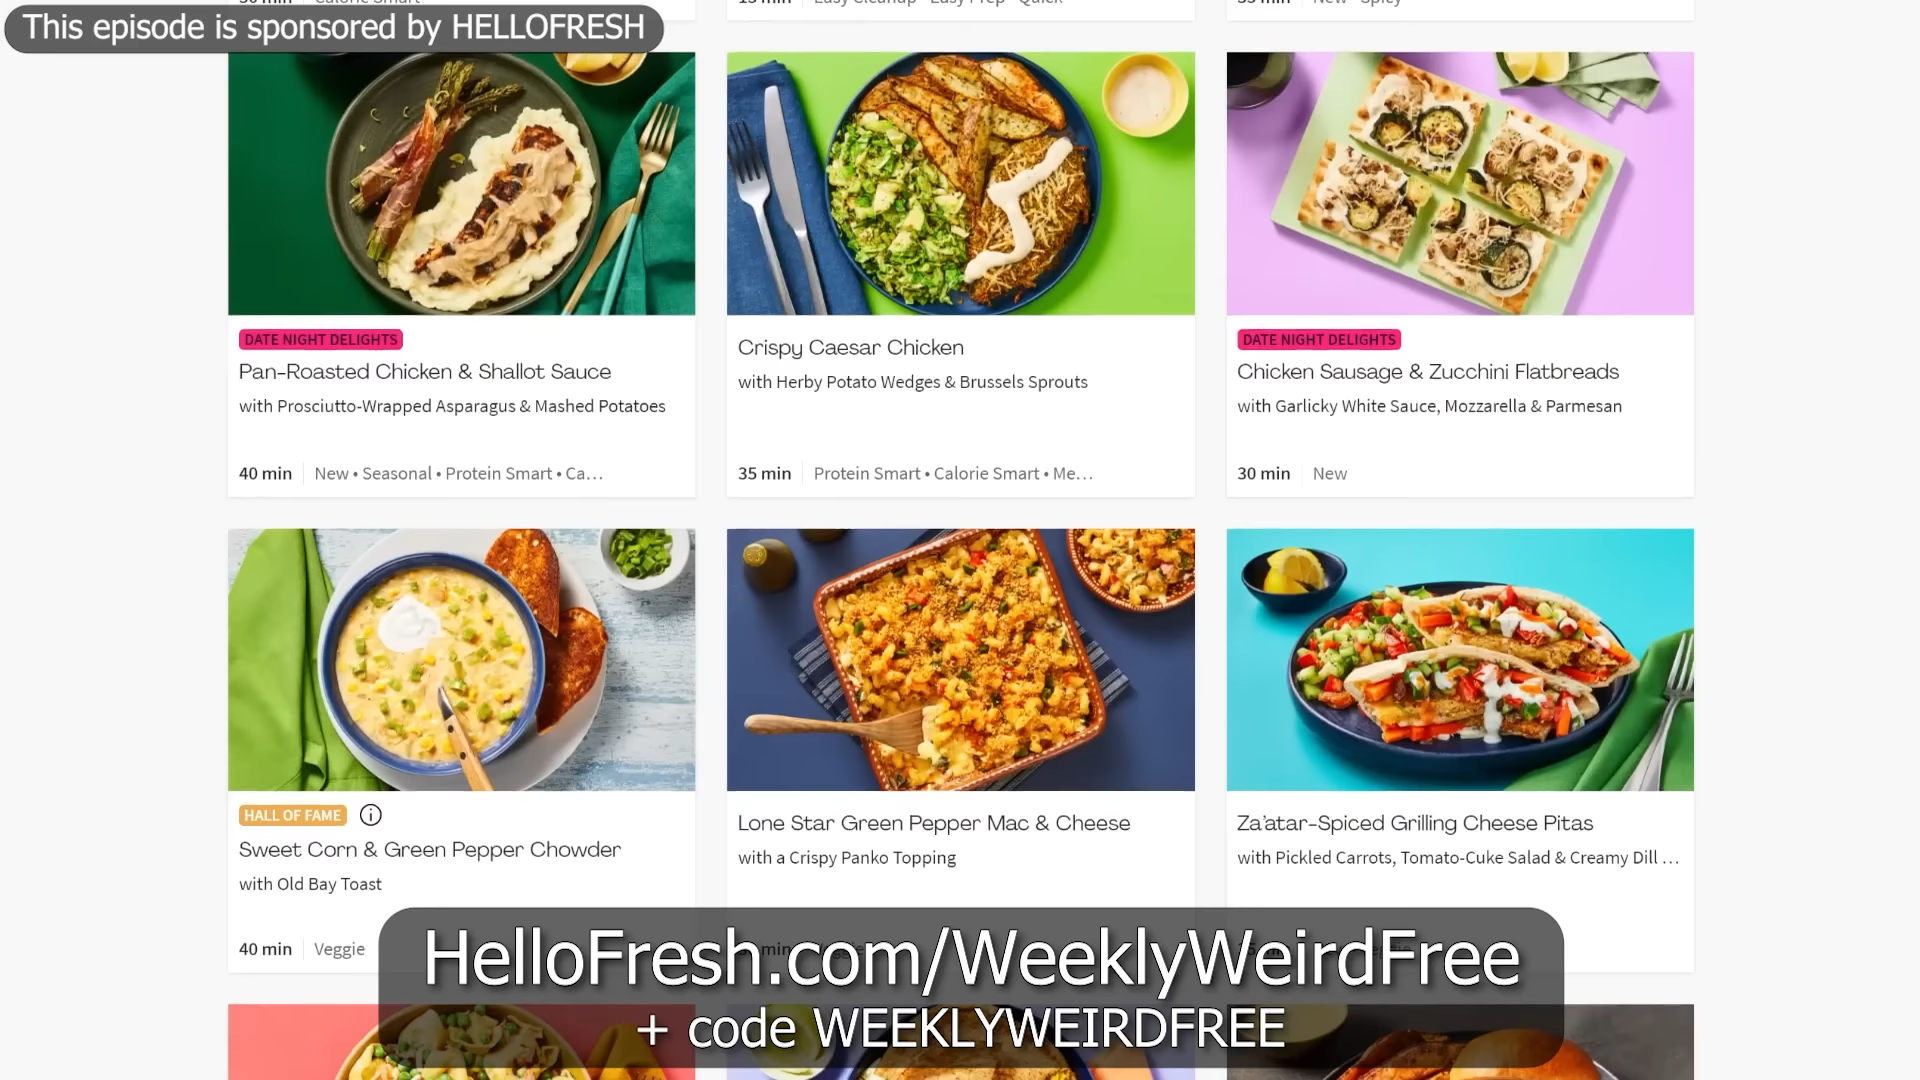 This episode is sponsored by HELLOFRESH
DATE NIGHT DELIGHTS
Pan-Roasted Chicken & Shallot Sauce
with Prosciutto-Wrapped Asparagus & Mashed Potatoes
40 min New • Seasonal • Protein Smart • Ca...
Crispy Caesar Chicken
with Herby Potato Wedges & Brussels Sprouts
35 min Protein Smart • Calorie Smart • Me...
DATE NIGHT DELIGHTS
Chicken Sausage & Zucchini Flatbreads
with Garlicky White Sauce, Mozzarella & Parmesan
30 min New
HALL OF FAME
Sweet Corn & Green Pepper Chowder
with Old Bay Toast
40 min Veggie
Lone Star Green Pepper Mac & Cheese
with a Crispy Panko Topping
Za'atar-Spiced Grilling Cheese Pitas
with Pickled Carrots, Tomato-Cuke Salad & Creamy Dill ...
HelloFresh.com/WeeklyWeirdFree
+ code WEEKLYWEIRDFREE